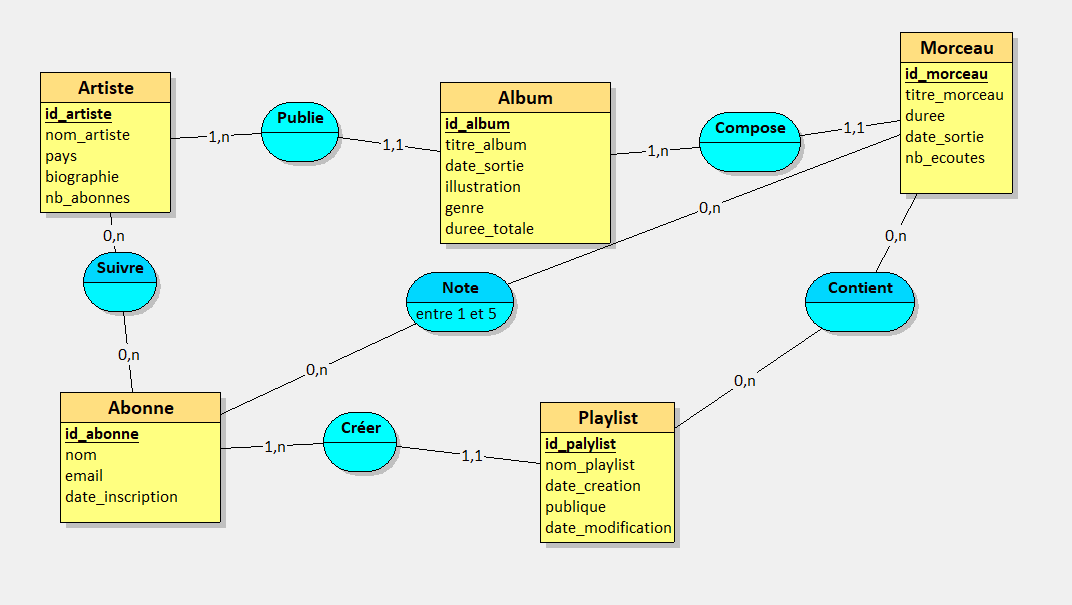 Artiste
id_artiste
nom_artiste
pays
biographie
nb_abonnes
1,n
Publie
1,1
Album
id_album
titre_album
date_sortie
illustration
genre
duree_totale
1,n
Compose
1,1
Morceau
id_morceau
titre_morceau
duree
date_sortie
nb_ecoutes
0,n
Suivre
0,n
0,n
Note
entre 1 et 5
0,n
0,n
Contient
0,n
Abonne
id_abonne
nom
email
date_inscription
1,n
Créer
1,1
Playlist
id_palylist
nom_playlist
date_creation
publique
date_modification